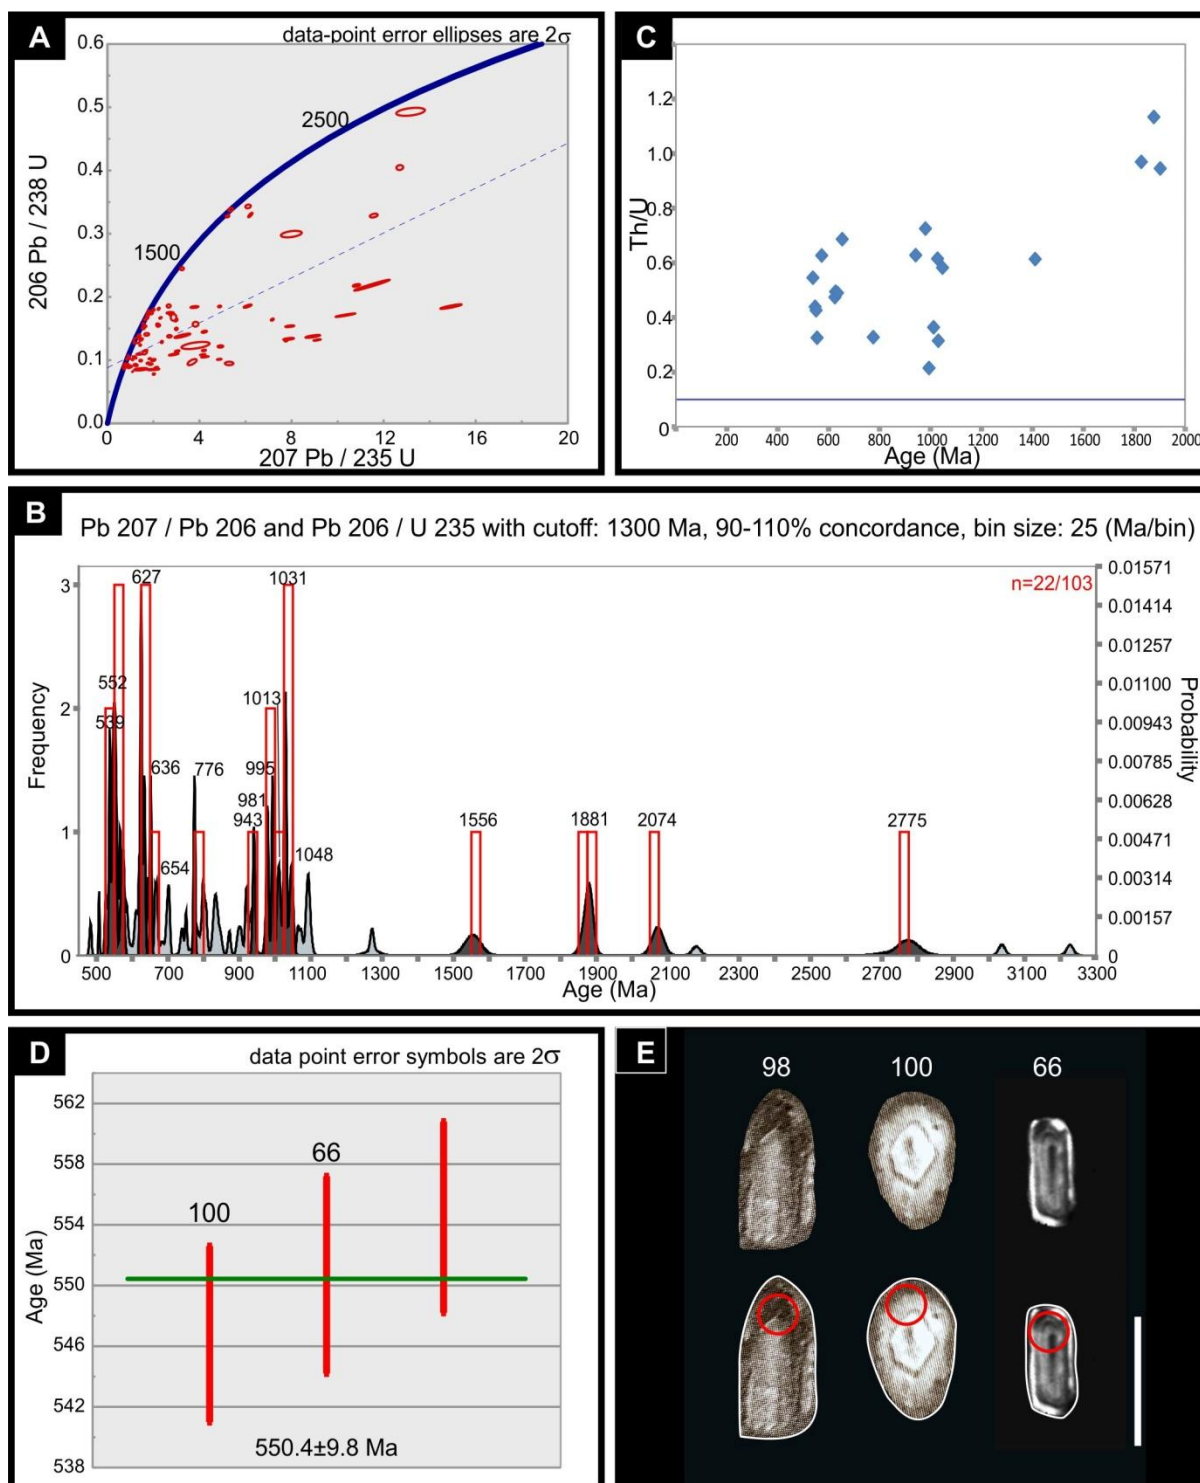 A
data-point error ellipses are 2σ
0.6
0.5
0.4
0.3
0.2
0.1
0.0
2500
1500
206 Pb / 238 U
0 4 8 12 16 20
207 Pb / 235 U
C
1.2
1.0
0.8
0.6
0.4
0.2
0
Th/U
200 400 600 800 1000 1200 1400 1600 1800 2000
Age (Ma)
B
Pb 207 / Pb 206 and Pb 206 / U 235 with cutoff: 1300 Ma, 90-110% concordance, bin size: 25 (Ma/bin)
n=22/103
Frequency
3
2
1
0
627
1031
552
539
1013
636
776
995
981
943
654
1048
1556
1881
2074
2775
0.01571
0.01414
0.01257
0.01100
0.00943
0.00785
0.00628
0.00471
0.00314
0.00157
0
Probability
500 700 900 1100 1300 1500 1700 1900 2100 2300 2500 2700 2900 3100 3300
Age (Ma)
D
data point error symbols are 2σ
562
558
554
550
546
542
538
Age (Ma)
100
66
550.4±9.8 Ma
E
98 100 66